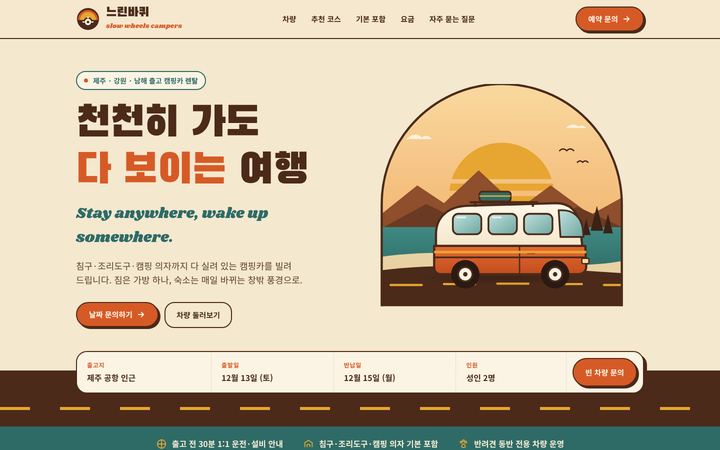 느린바퀴
slow wheels campers
차량 추천 코스 기본 포함 요금 자주 묻는 질문
예약 문의 →
제주 · 강원 · 남해 출고 캠핑카 렌탈
천천히 가도
다 보이는 여행
Stay anywhere, wake up
somewhere.
침구·조리도구·캠핑 의자까지 다 실려 있는 캠핑카를 빌려
드립니다. 짐은 가방 하나, 숙소는 매일 바뀌는 창밖 풍경으로.
날짜 문의하기 →
차량 둘러보기
출고지 출발일 반납일 인원
제주 공항 인근 12월 13일 (토) 12월 15일 (월) 성인 2명
빈 차량 문의
출고 전 30분 1:1 운전·설비 안내 침구·조리도구·캠핑 의자 기본 포함 반려견 동반 전용 차량 운영